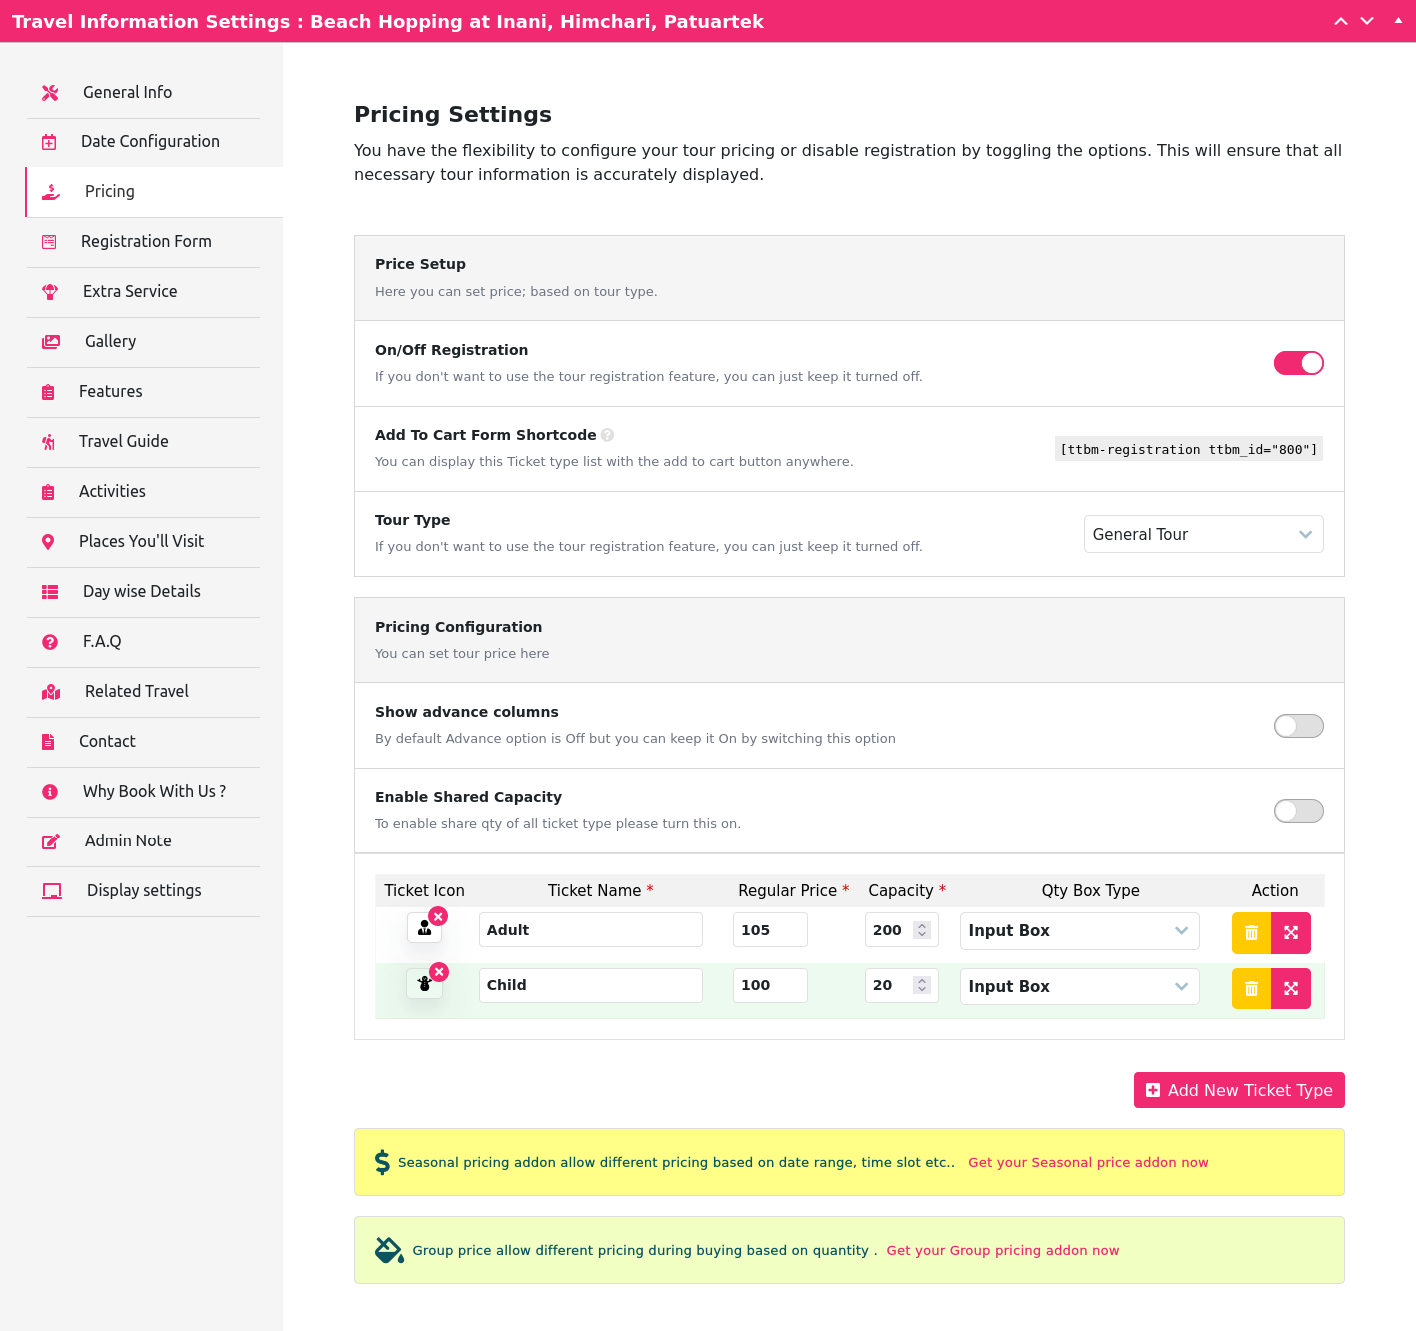 Travel Information Settings : Beach Hopping at Inani, Himchari, Patuartek
General Info
Date Configuration
Pricing
Registration Form
Extra Service
Gallery
Features
Travel Guide
Activities
Places You'll Visit
Day wise Details
F.A.Q
Related Travel
Contact
Why Book With Us ?
Admin Note
Display settings
Pricing Settings
You have the flexibility to configure your tour pricing or disable registration by toggling the options. This will ensure that all
necessary tour information is accurately displayed.
Price Setup
Here you can set price; based on tour type.
On/Off Registration
If you don't want to use the tour registration feature, you can just keep it turned off.
Add To Cart Form Shortcode ?
You can display this Ticket type list with the add to cart button anywhere.
[ttbm-registration ttbm_id="800"]
Tour Type
If you don't want to use the tour registration feature, you can just keep it turned off.
General Tour
Pricing Configuration
You can set tour price here
Show advance columns
By default Advance option is Off but you can keep it On by switching this option
Enable Shared Capacity
To enable share qty of all ticket type please turn this on.
Ticket Icon Ticket Name * Regular Price * Capacity * Qty Box Type Action
Adult 105 200 Input Box
Child 100 20 Input Box
Add New Ticket Type
Seasonal pricing addon allow different pricing based on date range, time slot etc.. Get your Seasonal price addon now
Group price allow different pricing during buying based on quantity . Get your Group pricing addon now